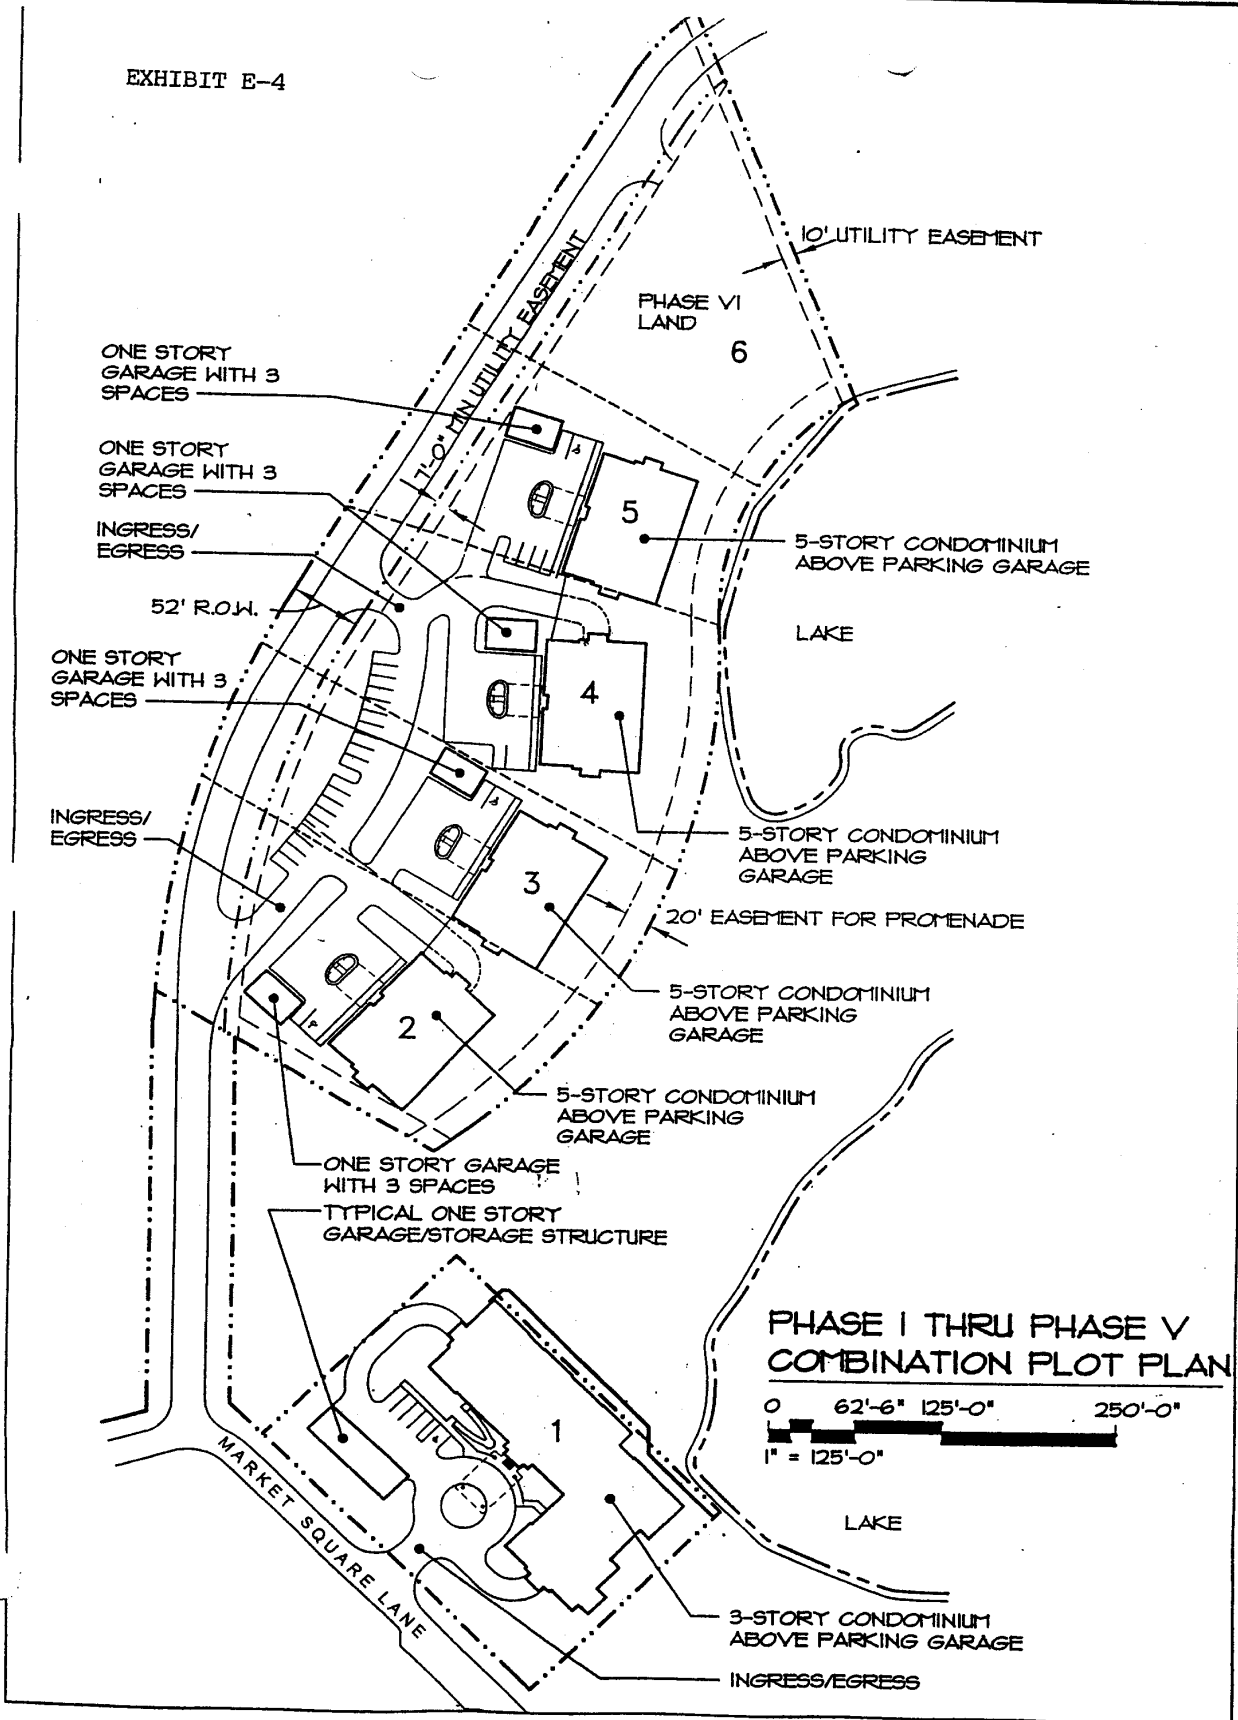 EXHIBIT E-4
10' UTILITY EASEMENT
7'-0" MIN UTILITY EASEMENT
PHASE VI
LAND
6
ONE STORY
GARAGE WITH 3
SPACES
ONE STORY
GARAGE WITH 3
SPACES
5
INGRESS/
EGRESS
5-STORY CONDOMINIUM
ABOVE PARKING GARAGE
52' R.O.W.
LAKE
ONE STORY
GARAGE WITH 3
SPACES
4
INGRESS/
EGRESS
5-STORY CONDOMINIUM
ABOVE PARKING
GARAGE
3
20' EASEMENT FOR PROMENADE
5-STORY CONDOMINIUM
ABOVE PARKING
GARAGE
2
5-STORY CONDOMINIUM
ABOVE PARKING
GARAGE
ONE STORY GARAGE
WITH 3 SPACES
TYPICAL ONE STORY
GARAGE/STORAGE STRUCTURE
PHASE I THRU PHASE V
COMBINATION PLOT PLAN
0 62'-6" 125'-0" 250'-0"
1" = 125'-0"
1
MARKET SQUARE LANE
LAKE
3-STORY CONDOMINIUM
ABOVE PARKING GARAGE
INGRESS/EGRESS